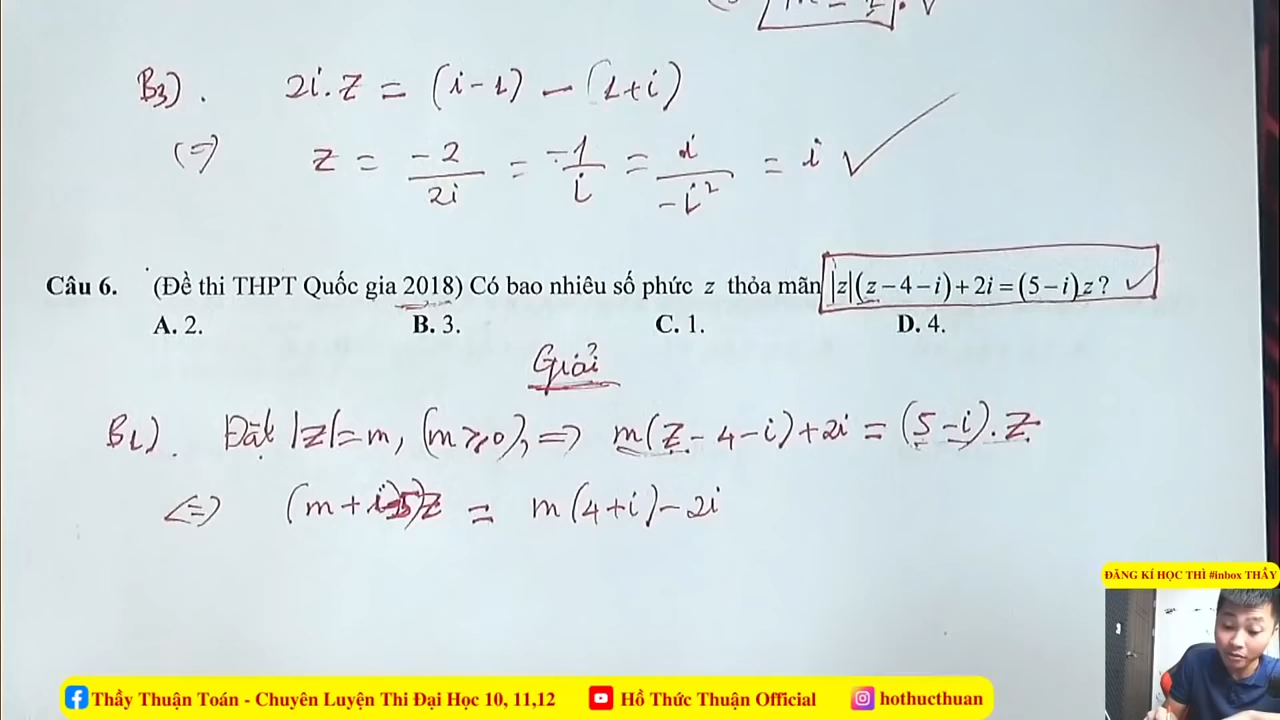 B3). 2i.z = (i-1) - (1+i)
(=) z = -2/2i = -1/i = i/-i² = i ✓
Câu 6. (Đề thi THPT Quốc gia 2018) Có bao nhiêu số phức z thỏa mãn |z|(z-4-i)+2i=(5-i)z? ✓
A. 2. B. 3. C. 1. D. 4.
Giải
B1). Đặt |z|=m, (m≥0), => m(z-4-i)+2i = (5-i).z
<=> (m+i-5)z = m(4+i)-2i
ĐĂNG KÍ HỌC THÌ #inbox THẦY
Thầy Thuận Toán - Chuyên Luyện Thi Đại Học 10, 11,12 Hồ Thức Thuận Official hothucthuan